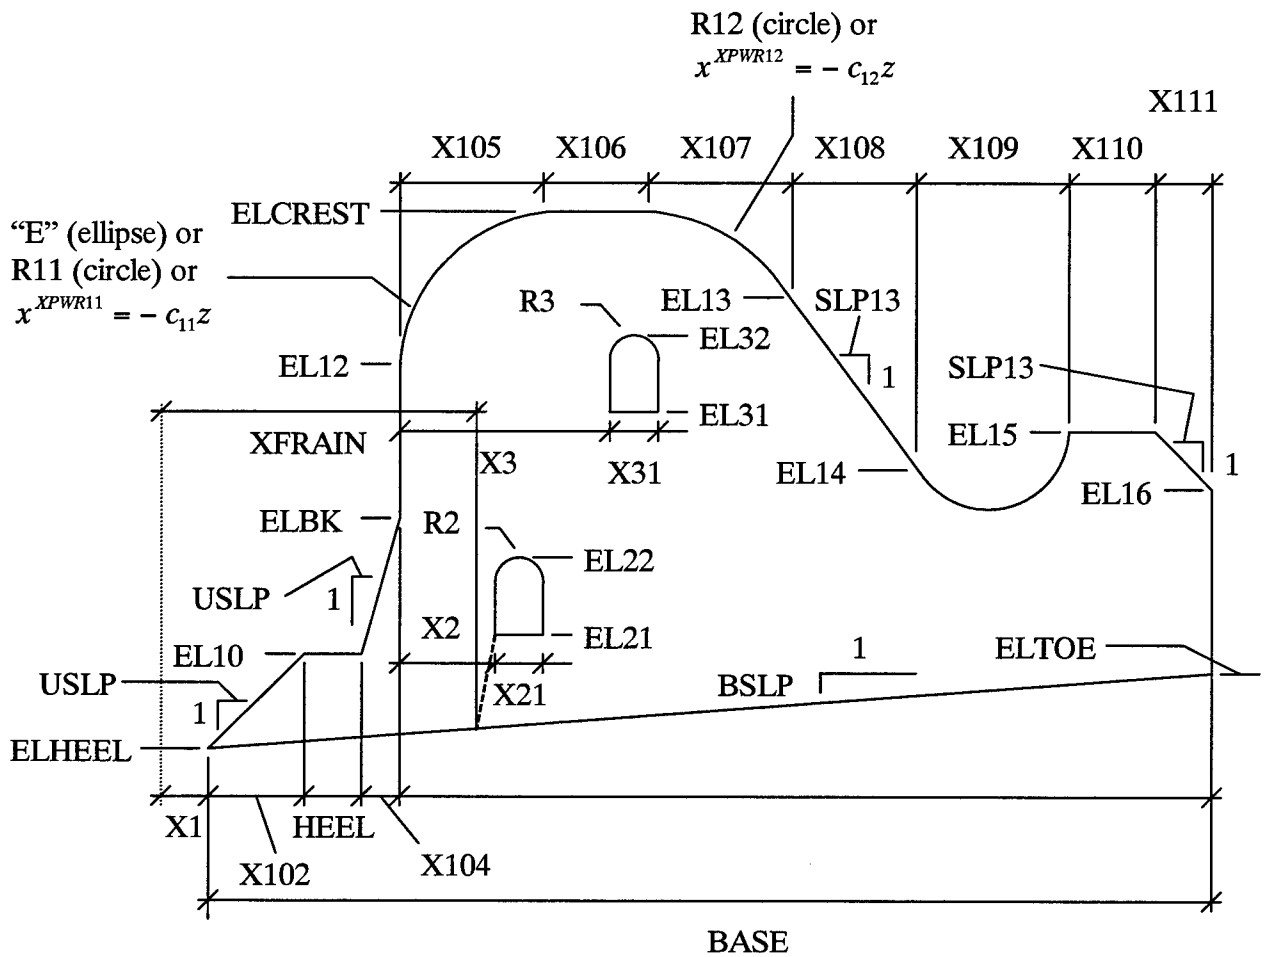 R12 (circle) or
x^XPWR12 = − c₁₂z
X111
X105 X106 X107 X108 X109 X110
ELCREST
“E” (ellipse) or
R11 (circle) or
x^XPWR11 = − c₁₁z
R3
EL13
SLP13
EL32
EL12
1
SLP13
EL31
XFRAIN
EL15
X3
X31
EL14
1
EL16
ELBK
R2
EL22
USLP
1
X2
EL21
EL10
1
ELTOE
USLP
X21
BSLP
1
ELHEEL
X1
HEEL
X102
X104
BASE